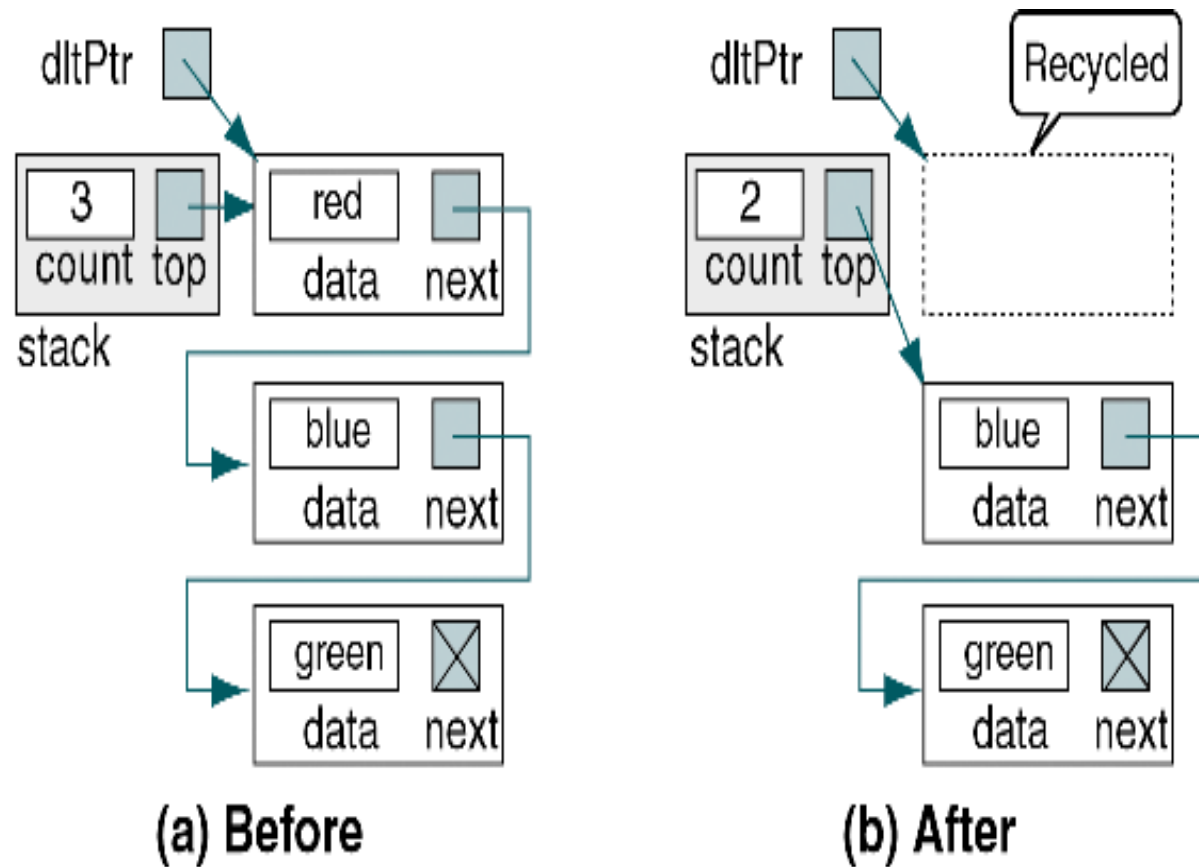 dltPtr
3
count top
stack
red
data next
blue
data next
green
data next
(a) Before
dltPtr
Recycled
2
count top
stack
blue
data next
green
data next
(b) After